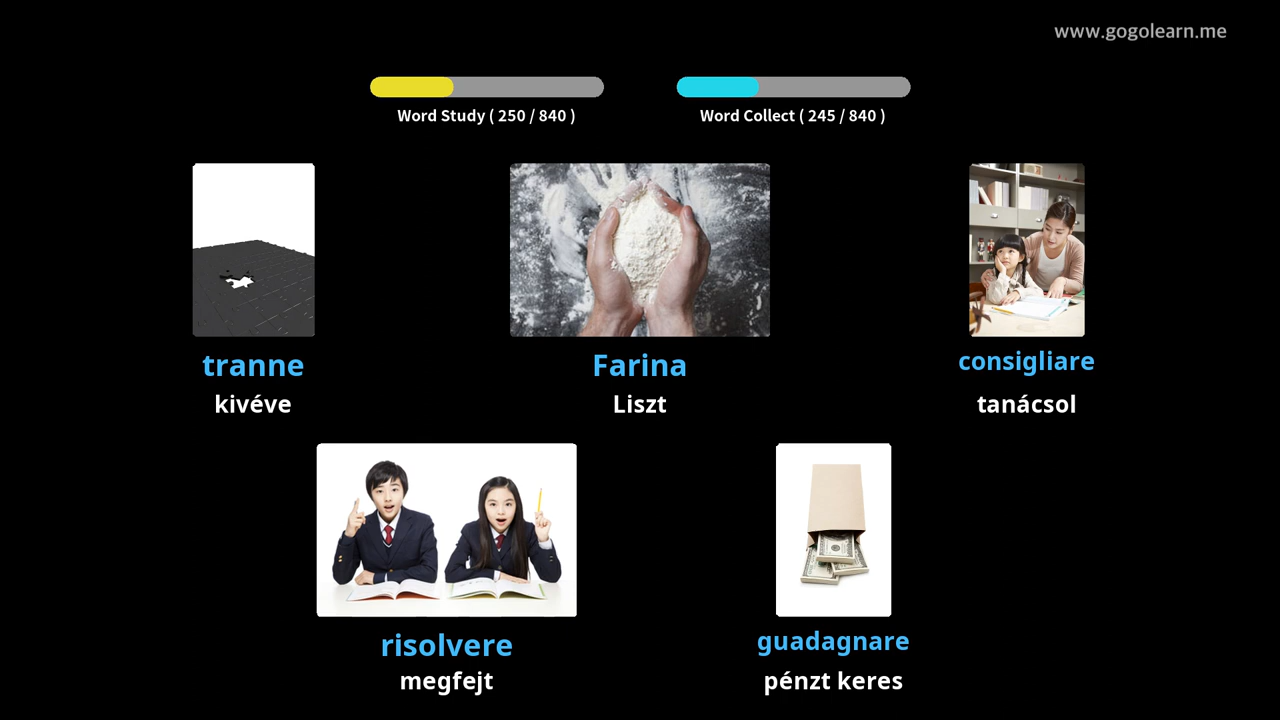 www.gogolearn.me
Word Study ( 250 / 840 )
Word Collect ( 245 / 840 )
tranne
kivéve
Farina
Liszt
consigliare
tanácsol
risolvere
megfejt
guadagnare
pénzt keres